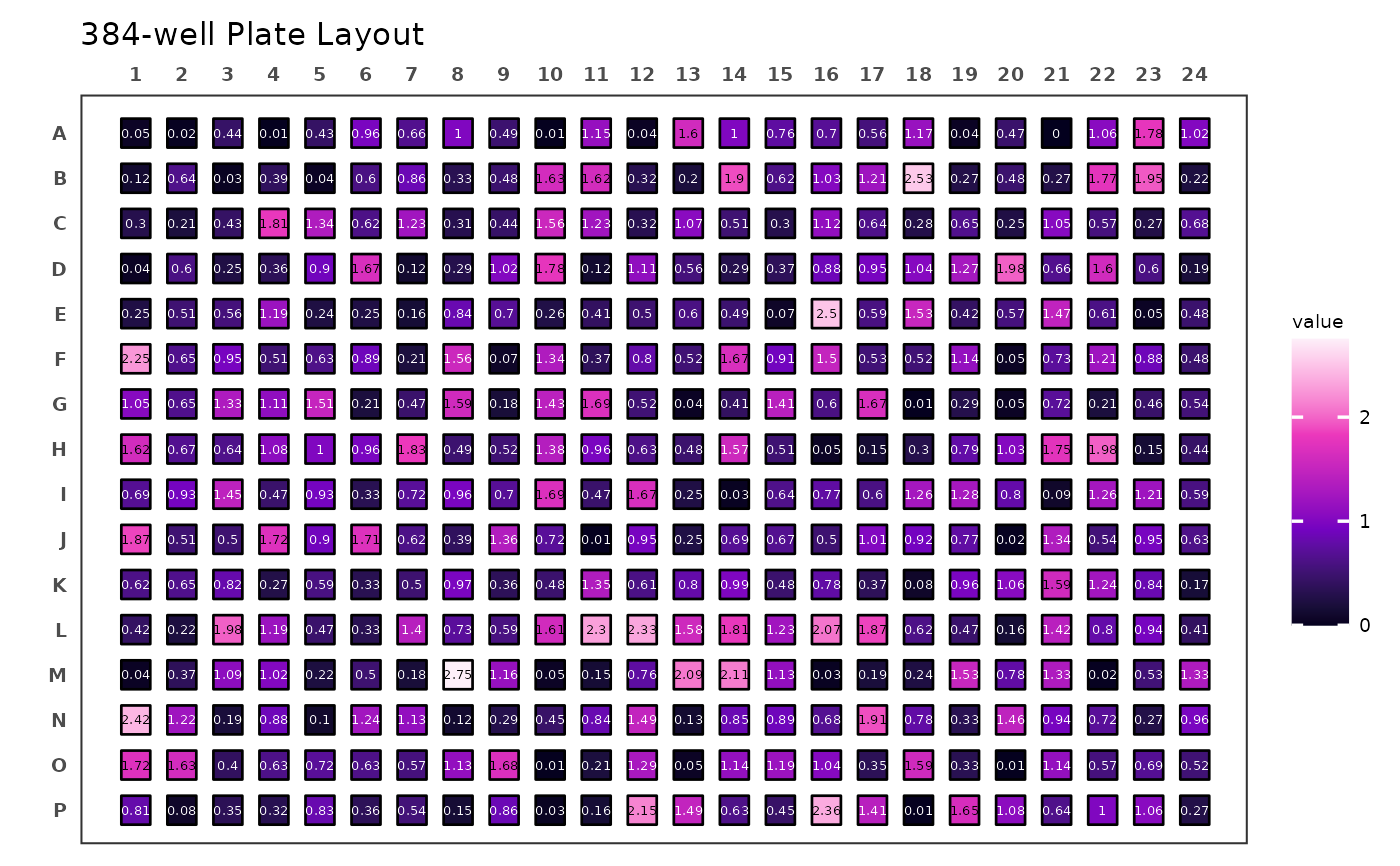 384-well Plate Layout
1 2 3 4 5 6 7 8 9 10 11 12 13 14 15 16 17 18 19 20 21 22 23 24
A 0.05 0.02 0.44 0.01 0.43 0.96 0.66 1 0.49 0.01 1.15 0.04 1.6 1 0.76 0.7 0.56 1.17 0.04 0.47 0 1.06 1.78 1.02
B 0.12 0.64 0.03 0.39 0.04 0.6 0.86 0.33 0.48 1.63 1.62 0.32 0.2 1.9 0.62 1.03 1.21 2.53 0.27 0.48 0.27 1.77 1.95 0.22
C 0.3 0.21 0.43 1.81 1.34 0.62 1.23 0.31 0.44 1.56 1.23 0.32 1.07 0.51 0.3 1.12 0.64 0.28 0.65 0.25 1.05 0.57 0.27 0.68
D 0.04 0.6 0.25 0.36 0.9 1.67 0.12 0.29 1.02 1.78 0.12 1.11 0.56 0.29 0.37 0.88 0.95 1.04 1.27 1.98 0.66 1.6 0.6 0.19
E 0.25 0.51 0.56 1.19 0.24 0.25 0.16 0.84 0.7 0.26 0.41 0.5 0.6 0.49 0.07 2.5 0.59 1.53 0.42 0.57 1.47 0.61 0.05 0.48
value
F 2.25 0.65 0.95 0.51 0.63 0.89 0.21 1.56 0.07 1.34 0.37 0.8 0.52 1.67 0.91 1.5 0.53 0.52 1.14 0.05 0.73 1.21 0.88 0.48
G 1.05 0.65 1.33 1.11 1.51 0.21 0.47 1.59 0.18 1.43 1.69 0.52 0.04 0.41 1.41 0.6 1.67 0.01 0.29 0.05 0.72 0.21 0.46 0.54
2
H 1.62 0.67 0.64 1.08 1 0.96 1.83 0.49 0.52 1.38 0.96 0.63 0.48 1.57 0.51 0.05 0.15 0.3 0.79 1.03 1.75 1.98 0.15 0.44
I 0.69 0.93 1.45 0.47 0.93 0.33 0.72 0.96 0.7 1.69 0.47 1.67 0.25 0.03 0.64 0.77 0.6 1.26 1.28 0.8 0.09 1.26 1.21 0.59
1
J 1.87 0.51 0.5 1.72 0.9 1.71 0.62 0.39 1.36 0.72 0.01 0.95 0.25 0.69 0.67 0.5 1.01 0.92 0.77 0.02 1.34 0.54 0.95 0.63
K 0.62 0.65 0.82 0.27 0.59 0.33 0.5 0.97 0.36 0.48 1.35 0.61 0.8 0.99 0.48 0.78 0.37 0.08 0.96 1.06 1.59 1.24 0.84 0.17
0
L 0.42 0.22 1.98 1.19 0.47 0.33 1.4 0.73 0.59 1.61 2.3 2.33 1.58 1.81 1.23 2.07 1.87 0.62 0.47 0.16 1.42 0.8 0.94 0.41
M 0.04 0.37 1.09 1.02 0.22 0.5 0.18 2.75 1.16 0.05 0.15 0.76 2.09 2.11 1.13 0.03 0.19 0.24 1.53 0.78 1.33 0.02 0.53 1.33
N 2.42 1.22 0.19 0.88 0.1 1.24 1.13 0.12 0.29 0.45 0.84 1.49 0.13 0.85 0.89 0.68 1.91 0.78 0.33 1.46 0.94 0.72 0.27 0.96
O 1.72 1.63 0.4 0.63 0.72 0.63 0.57 1.13 1.68 0.01 0.21 1.29 0.05 1.14 1.19 1.04 0.35 1.59 0.33 0.01 1.14 0.57 0.69 0.52
P 0.81 0.08 0.35 0.32 0.83 0.36 0.54 0.15 0.86 0.03 0.16 2.15 1.49 0.63 0.45 2.36 1.41 0.01 1.65 1.08 0.64 1 1.06 0.27